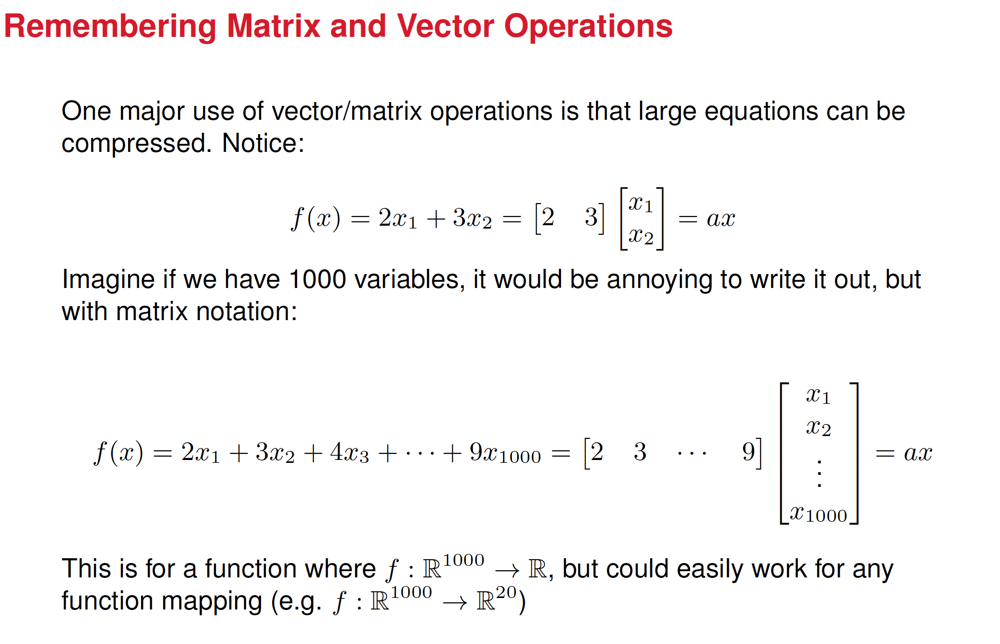 Remembering Matrix and Vector Operations
One major use of vector/matrix operations is that large equations can be
compressed. Notice:
$f(x) = 2x_1 + 3x_2 = \begin{bmatrix} 2 & 3 \end{bmatrix} \begin{bmatrix} x_1 \\ x_2 \end{bmatrix} = ax$
Imagine if we have 1000 variables, it would be annoying to write it out, but
with matrix notation:
$f(x) = 2x_1 + 3x_2 + 4x_3 + \cdots + 9x_{1000} = \begin{bmatrix} 2 & 3 & \cdots & 9 \end{bmatrix} \begin{bmatrix} x_1 \\ x_2 \\ \vdots \\ x_{1000} \end{bmatrix} = ax$
This is for a function where $f : \mathbb{R}^{1000} \to \mathbb{R}$, but could easily work for any
function mapping (e.g. $f : \mathbb{R}^{1000} \to \mathbb{R}^{20}$)